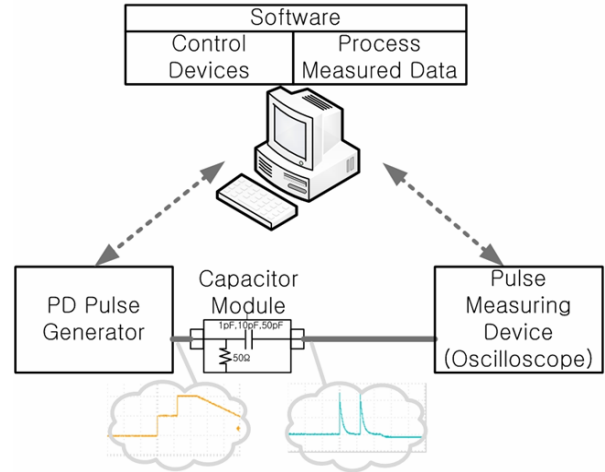 Software
Control
Devices
Process
Measured Data
PD Pulse
Generator
Capacitor
Module
1pF,10pF,50pF
50Ω
Pulse
Measuring
Device
(Oscilloscope)